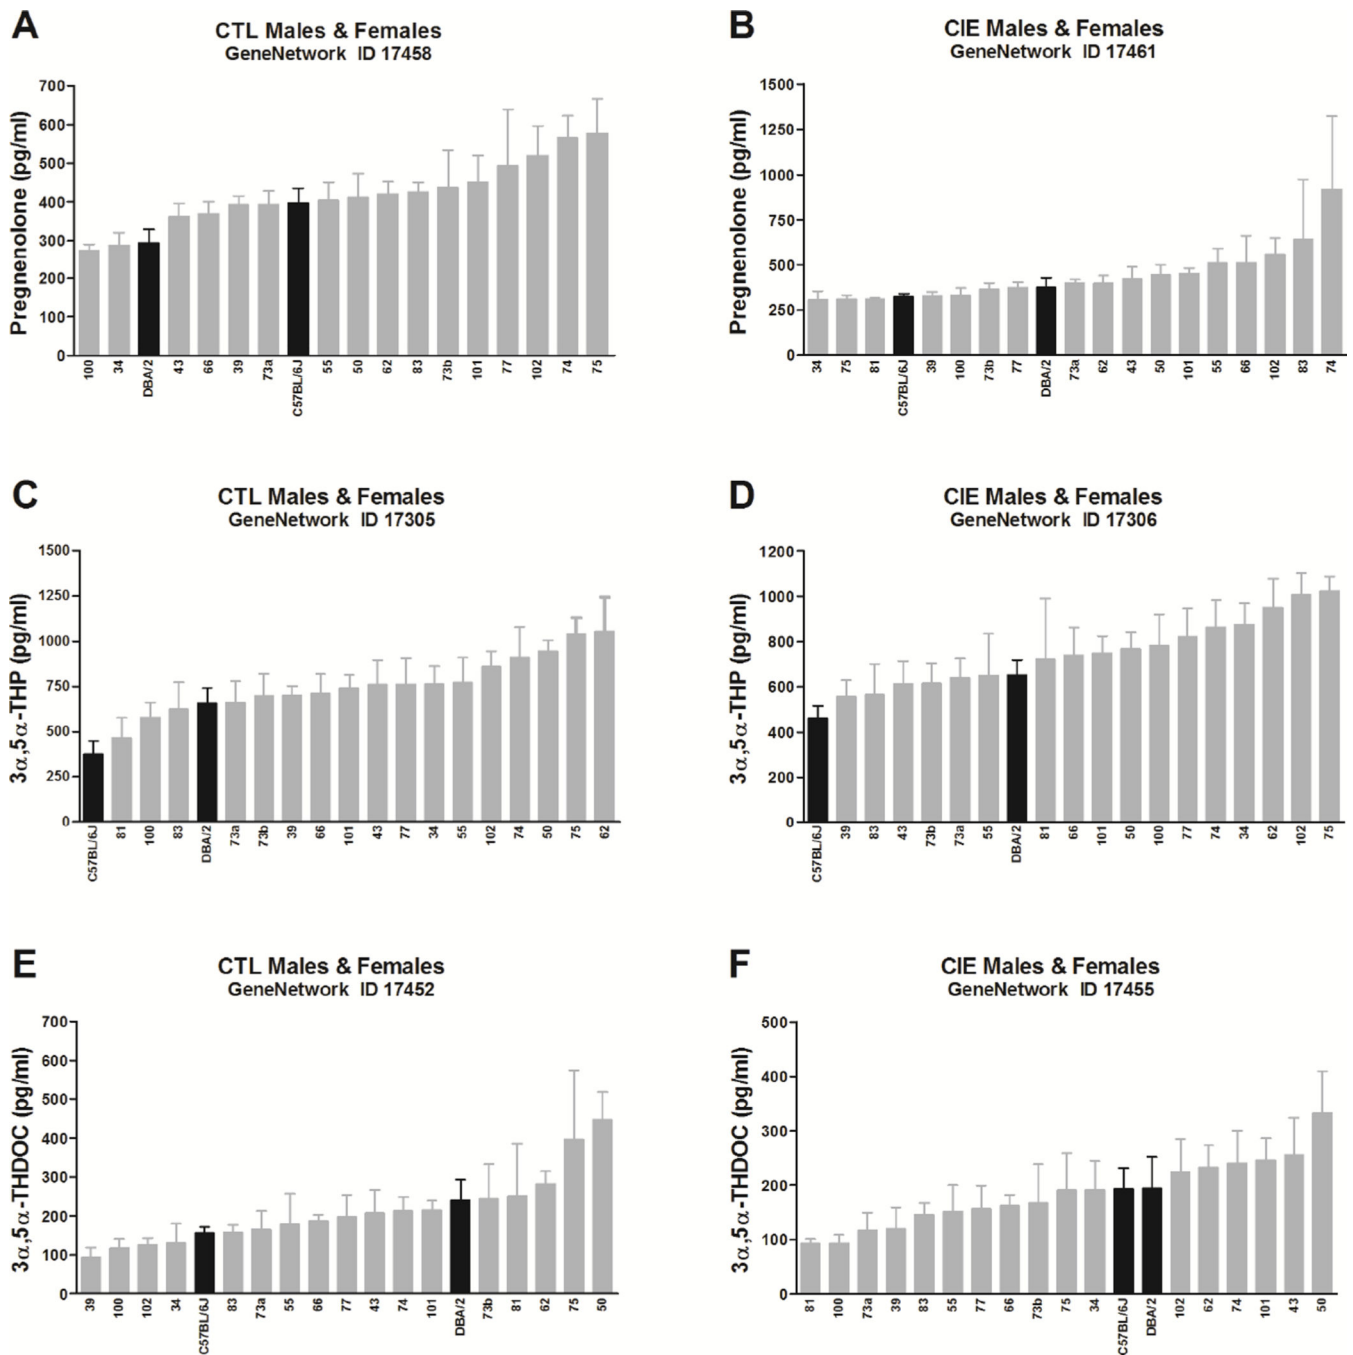 A
CTL Males & Females
GeneNetwork ID 17458
Pregnenolone (pg/ml)
700
600
500
400
300
200
100
0
100 34 DBA/2 43 66 39 73a C57BL/6J 55 50 62 83 73b 101 77 102 74 75
B
CIE Males & Females
GeneNetwork ID 17461
Pregnenolone (pg/ml)
1500
1250
1000
750
500
250
0
34 75 81 C57BL/6J 39 100 73b 77 DBA/2 73a 62 43 50 101 55 66 102 83 74
C
CTL Males & Females
GeneNetwork ID 17305
3α,5α-THP (pg/ml)
1500
1250
1000
750
500
250
0
C57BL/6J 81 100 83 DBA/2 73a 73b 39 66 101 43 77 34 55 102 74 50 75 62
D
CIE Males & Females
GeneNetwork ID 17306
3α,5α-THP (pg/ml)
1200
1000
800
600
400
200
0
C57BL/6J 39 83 43 73b 73a 55 DBA/2 81 66 101 50 100 77 74 34 62 102 75
E
CTL Males & Females
GeneNetwork ID 17452
3α,5α-THDOC (pg/ml)
700
600
500
400
300
200
100
0
39 100 102 34 C57BL/6J 83 73a 55 66 77 43 74 101 DBA/2 73b 81 62 75 50
F
CIE Males & Females
GeneNetwork ID 17455
3α,5α-THDOC (pg/ml)
500
400
300
200
100
0
81 100 73a 39 83 55 77 66 73b 75 34 C57BL/6J DBA/2 102 62 74 101 43 50